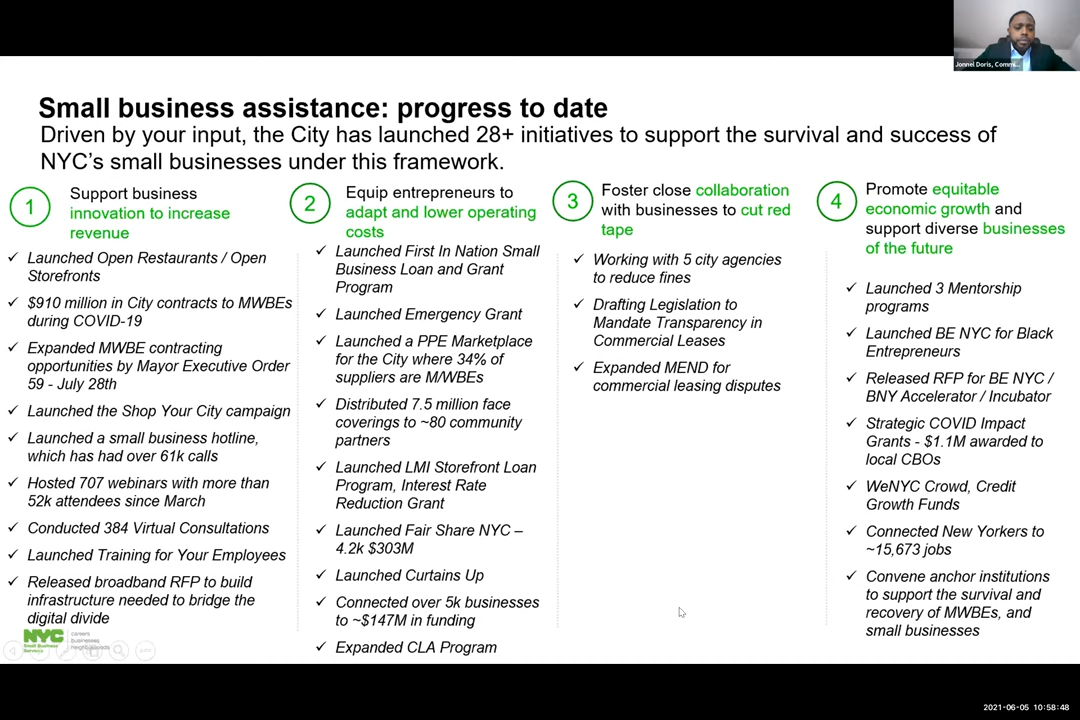 Jonnel Doris, Commi...
Small business assistance: progress to date
Driven by your input, the City has launched 28+ initiatives to support the survival and success of
NYC's small businesses under this framework.
1
Support business
innovation to increase
revenue
✓ Launched Open Restaurants / Open
Storefronts
✓ $910 million in City contracts to MWBEs
during COVID-19
✓ Expanded MWBE contracting
opportunities by Mayor Executive Order
59 - July 28th
✓ Launched the Shop Your City campaign
✓ Launched a small business hotline,
which has had over 61k calls
✓ Hosted 707 webinars with more than
52k attendees since March
✓ Conducted 384 Virtual Consultations
✓ Launched Training for Your Employees
✓ Released broadband RFP to build
infrastructure needed to bridge the
digital divide
2
Equip entrepreneurs to
adapt and lower operating
costs
✓ Launched First In Nation Small
Business Loan and Grant
Program
✓ Launched Emergency Grant
✓ Launched a PPE Marketplace
for the City where 34% of
suppliers are M/WBEs
✓ Distributed 7.5 million face
coverings to ~80 community
partners
✓ Launched LMI Storefront Loan
Program, Interest Rate
Reduction Grant
✓ Launched Fair Share NYC –
4.2k $303M
✓ Launched Curtains Up
✓ Connected over 5k businesses
to ~$147M in funding
✓ Expanded CLA Program
3
Foster close collaboration
with businesses to cut red
tape
✓ Working with 5 city agencies
to reduce fines
✓ Drafting Legislation to
Mandate Transparency in
Commercial Leases
✓ Expanded MEND for
commercial leasing disputes
4
Promote equitable
economic growth and
support diverse businesses
of the future
✓ Launched 3 Mentorship
programs
✓ Launched BE NYC for Black
Entrepreneurs
✓ Released RFP for BE NYC /
BNY Accelerator / Incubator
✓ Strategic COVID Impact
Grants - $1.1M awarded to
local CBOs
✓ WeNYC Crowd, Credit
Growth Funds
✓ Connected New Yorkers to
~15,673 jobs
✓ Convene anchor institutions
to support the survival and
recovery of MWBEs, and
small businesses
NYC
Small Business
Services
careers
businesses
neighborhoods
2021-06-05 10:58:48